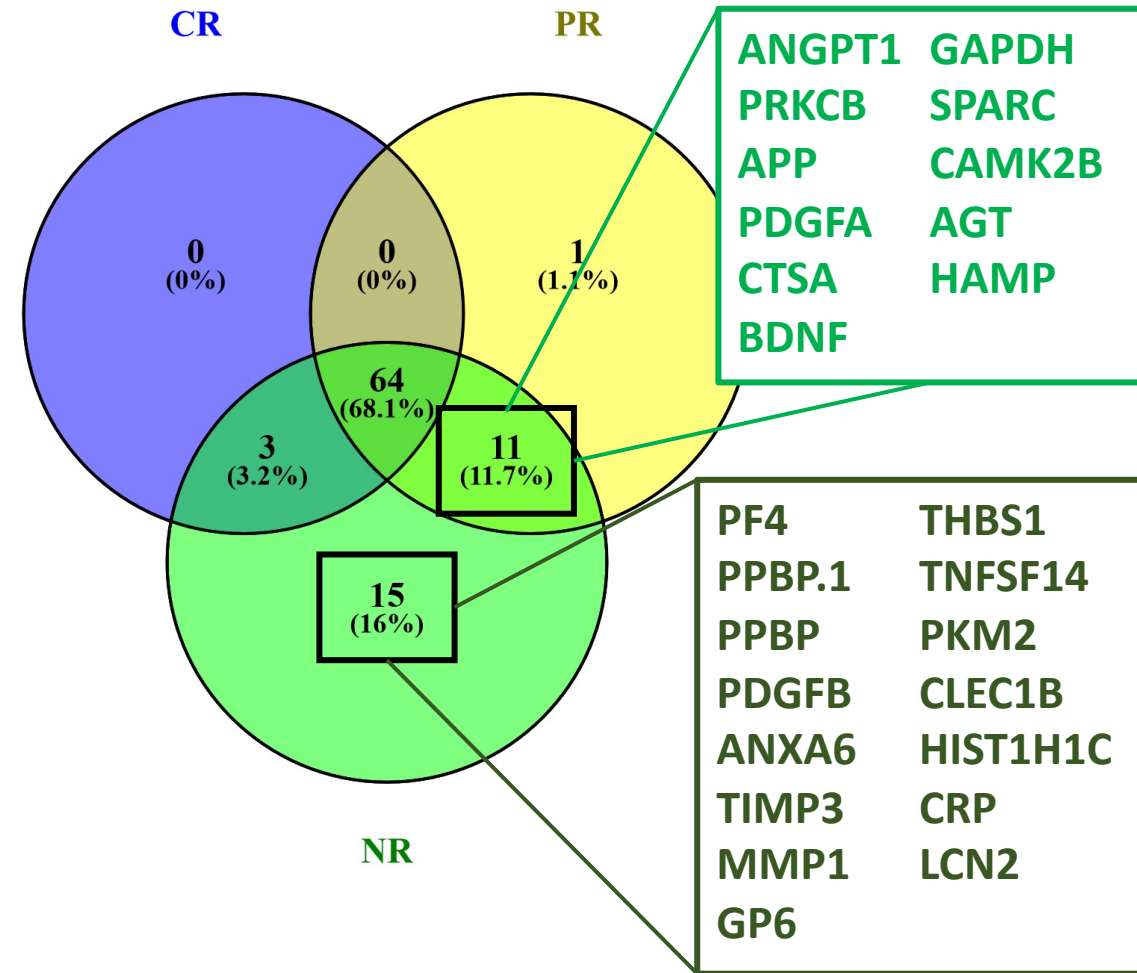 CR
PR
ANGPT1 GAPDH
PRKCB SPARC
APP CAMK2B
PDGFA AGT
CTSA HAMP
BDNF
0
(0%)
0
(0%)
1
(1.1%)
64
(68.1%)
3
(3.2%)
11
(11.7%)
15
(16%)
PF4 THBS1
PPBP.1 TNFSF14
PPBP PKM2
PDGFB CLEC1B
ANXA6 HIST1H1C
TIMP3 CRP
MMP1 LCN2
GP6
NR